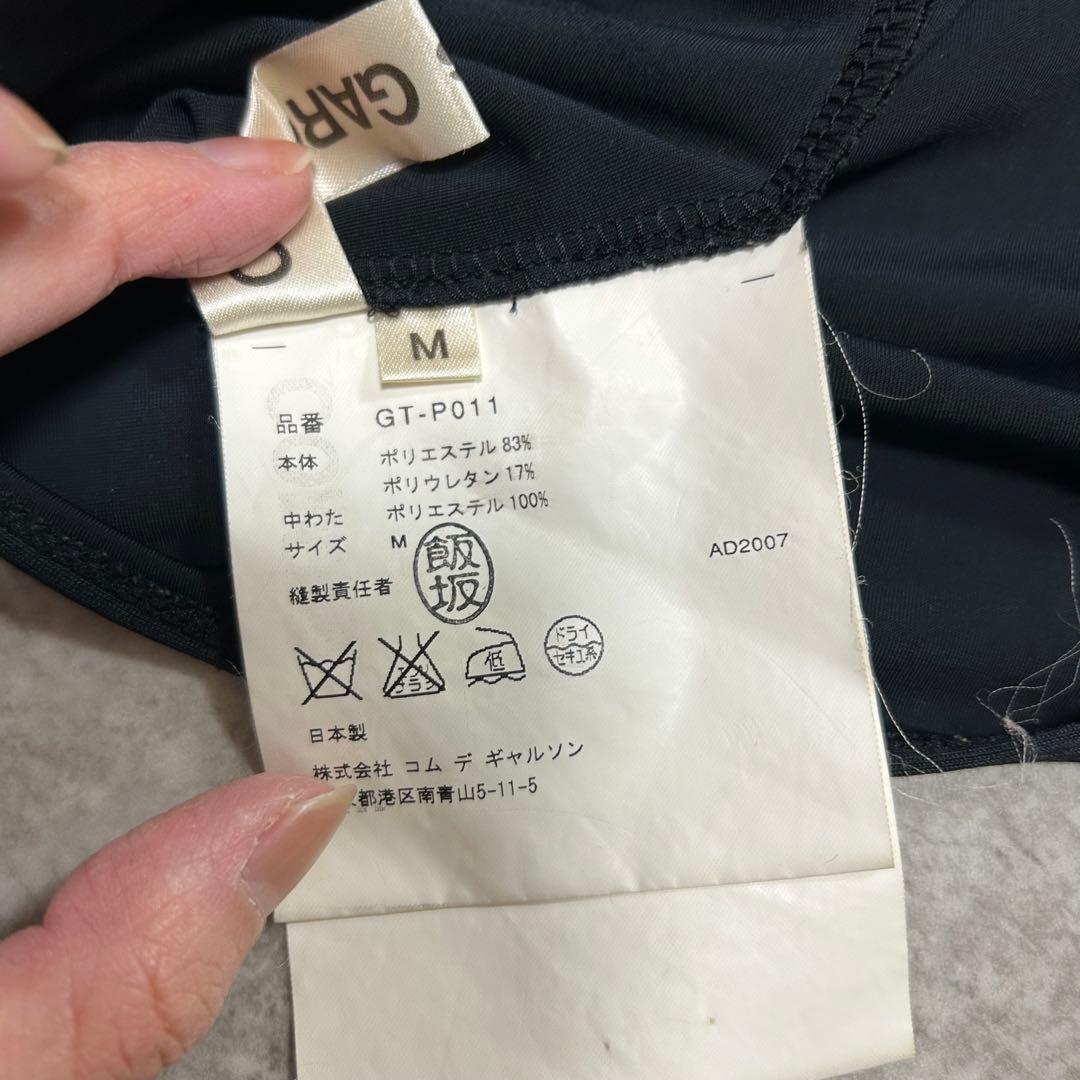 GAR
M
品番 GT-P011
本体 ポリエステル 83%
ポリウレタン 17%
中わた ポリエステル 100%
サイズ M
AD2007
縫製責任者 飯坂
低
ドライ
セキユ系
日本製
株式会社 コム デ ギャルソン
都港区南青山5-11-5